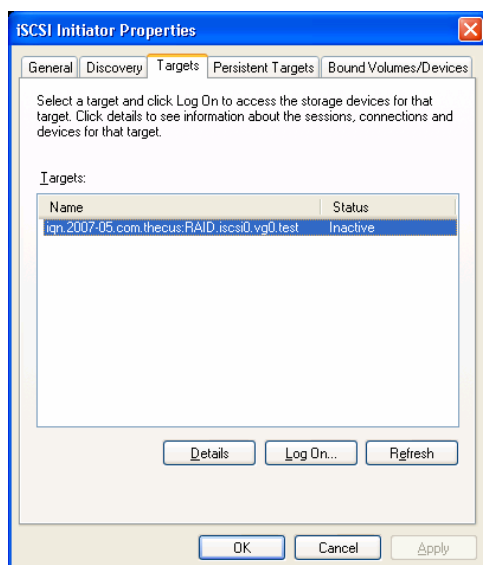 iSCSI Initiator Properties
General Discovery Targets Persistent Targets Bound Volumes/Devices
Select a target and click Log On to access the storage devices for that
target. Click details to see information about the sessions, connections and
devices for that target.
Targets:
Name Status
iqn.2007-05.com.thecus:RAID.iscsi0.vg0.test Inactive
Details Log On... Refresh
OK Cancel Apply